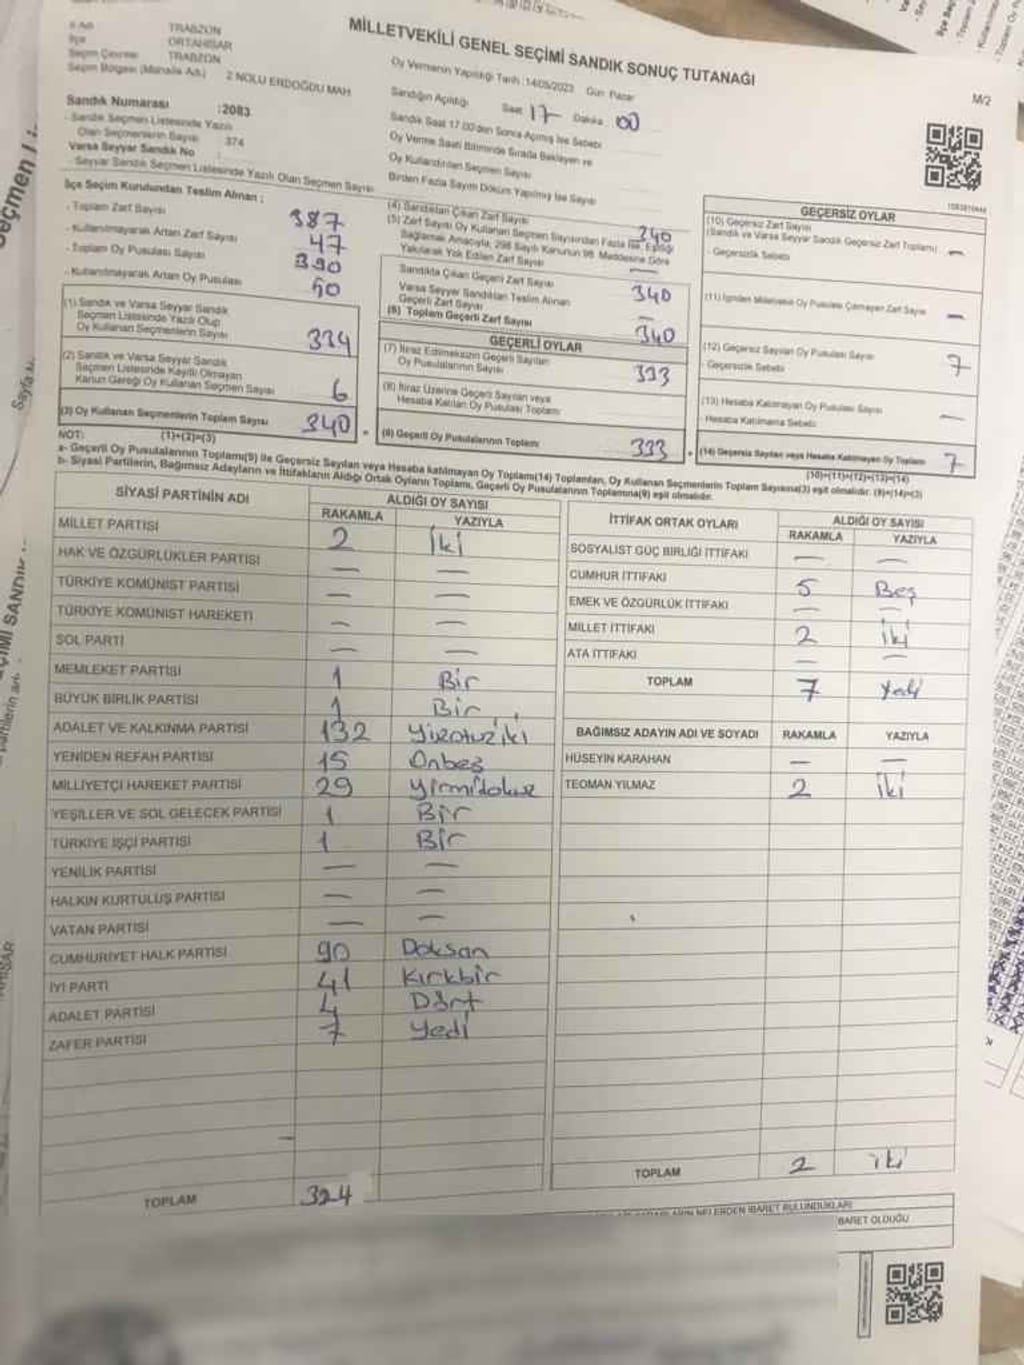 MİLLETVEKİLİ GENEL SEÇİMİ SANDIK SONUÇ TUTANAĞI
M/2
TRABZON
İlçe ORTAHİSAR
Seçim Çevresi TRABZON
Seçim Bölgesi (Mahalle Adı) 2 NOLU ERDOĞDU MAH.
Sandık Numarası :2083
Sandık Seçmen Listesinde Yazılı
Olan Seçmenlerin Sayısı 374
Varsa Seyyar Sandık No :
Seyyar Sandık Seçmen Listesinde Yazılı Olan Seçmen Sayısı
Oy Vermenin Yapıldığı Tarih :14/05/2023 Gün Pazar
Sandığın Açıldığı Saat 17 Dakika 00
Sandık Saat 17.00'den Sonra Açılmış İse Sebebi
Oy Verme Saati Bitiminde Sırada Bekleyen ve
Oy Kullandırılan Seçmen Sayısı
Birden Fazla Sayım Döküm Yapılmış İse Sayısı
İlçe Seçim Kurulundan Teslim Alınan :
- Toplam Zarf Sayısı 387
- Kullanılmayarak Artan Zarf Sayısı 47
- Toplam Oy Pusulası Sayısı 390
- Kullanılmayarak Artan Oy Pusulası 50
(1) Sandık ve Varsa Seyyar Sandık
Seçmen Listesinde Yazılı Olup
Oy Kullanan Seçmenlerin Sayısı 334
(2) Sandık ve Varsa Seyyar Sandık
Seçmen Listesinde Kayıtlı Olmayan
Kanun Gereği Oy Kullanan Seçmen Sayısı 6
(3) Oy Kullanan Seçmenlerin Toplam Sayısı 340
(1)+(2)=(3)
(4) Sandıktan Çıkan Zarf Sayısı 340
(5) Zarf Sayısı Oy Kullanan Seçmen Sayısından Fazla İse, Eşitliği
Sağlamak Amacıyla, 298 Sayılı Kanunun 98. Maddesine Göre
Yakılarak Yok Edilen Zarf Sayısı —
Sandıkta Çıkan Geçerli Zarf Sayısı 340
Varsa Seyyar Sandıktan Teslim Alınan
Geçerli Zarf Sayısı —
(6) Toplam Geçerli Zarf Sayısı 340
GEÇERLİ OYLAR
(7) İtiraz Edilmeksizin Geçerli Sayılan
Oy Pusulalarının Sayısı 333
(8) İtiraz Üzerine Geçerli Sayılan veya
Hesaba Katılan Oy Pusulası Toplamı
(9) Geçerli Oy Pusulalarının Toplamı 333
GEÇERSİZ OYLAR
(10) Geçersiz Zarf Sayısı
(Sandık ve Varsa Seyyar Sandık Geçersiz Zarf Toplamı) —
- Geçersizlik Sebebi
(11) İçinden Milletvekili Oy Pusulası Çıkmayan Zarf Sayısı —
(12) Geçersiz Sayılan Oy Pusulası Sayısı 7
- Geçersizlik Sebebi
(13) Hesaba Katılmayan Oy Pusulası Sayısı —
- Hesaba Katılmama Sebebi
(14) Geçersiz Sayılan veya Hesaba Katılmayan Oy Toplamı 7
(10)+(11)+(12)+(13)=(14)
NOT:
a- Geçerli Oy Pusulalarının Toplamı(9) ile Geçersiz Sayılan veya Hesaba katılmayan Oy Toplamı(14) Toplamları, Oy Kullanan Seçmenlerin Toplam Sayısına(3) eşit olmalıdır. (9)+(14)=(3)
b- Siyasi Partilerin, Bağımsız Adayların ve İttifakların Aldığı Ortak Oyların Toplamı, Geçerli Oy Pusulalarının Toplamına(9) eşit olmalıdır.
SİYASİ PARTİNİN ADI ALDIĞI OY SAYISI
RAKAMLA YAZIYLA
MİLLET PARTİSİ 2 İki
HAK VE ÖZGÜRLÜKLER PARTİSİ — —
TÜRKİYE KOMÜNİST PARTİSİ — —
TÜRKİYE KOMÜNİST HAREKETİ — —
SOL PARTİ — —
MEMLEKET PARTİSİ 1 Bir
BÜYÜK BİRLİK PARTİSİ 1 Bir
ADALET VE KALKINMA PARTİSİ 132 Yüzotuziki
YENİDEN REFAH PARTİSİ 15 Onbeş
MİLLİYETÇİ HAREKET PARTİSİ 29 Yirmidokuz
YEŞİLLER VE SOL GELECEK PARTİSİ 1 Bir
TÜRKİYE İŞÇİ PARTİSİ 1 Bir
YENİLİK PARTİSİ — —
HALKIN KURTULUŞ PARTİSİ — —
VATAN PARTİSİ — —
CUMHURİYET HALK PARTİSİ 90 Doksan
İYİ PARTİ 41 Kırkbir
ADALET PARTİSİ 4 Dört
ZAFER PARTİSİ 7 Yedi
TOPLAM 324
İTTİFAK ORTAK OYLARI ALDIĞI OY SAYISI
RAKAMLA YAZIYLA
SOSYALİST GÜÇ BİRLİĞİ İTTİFAKI — —
CUMHUR İTTİFAKI 5 Beş
EMEK VE ÖZGÜRLÜK İTTİFAKI — —
MİLLET İTTİFAKI 2 İki
ATA İTTİFAKI — —
TOPLAM 7 Yedi
BAĞIMSIZ ADAYIN ADI VE SOYADI RAKAMLA YAZIYLA
HÜSEYİN KARAHAN — —
TEOMAN YILMAZ 2 İki
TOPLAM 2 iki
NELERDEN İBARET BULUNDUKLARI
İBARET OLDUĞU